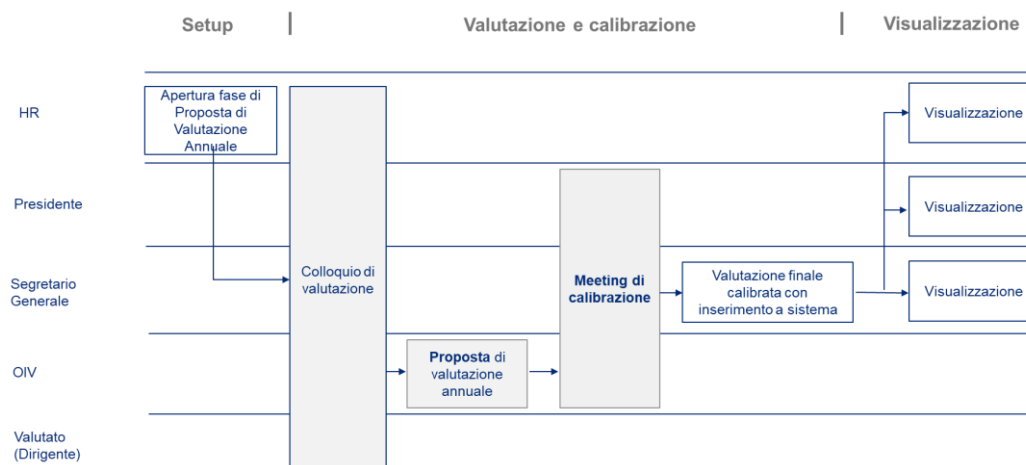 Setup | Valutazione e calibrazione | Visualizzazione
HR
Apertura fase di
Proposta di
Valutazione
Annuale
Visualizzazione
Presidente
Visualizzazione
Segretario
Generale
Colloquio di
valutazione
Meeting di
calibrazione
Valutazione finale
calibrata con
inserimento a sistema
Visualizzazione
OIV
Proposta di
valutazione
annuale
Valutato
(Dirigente)